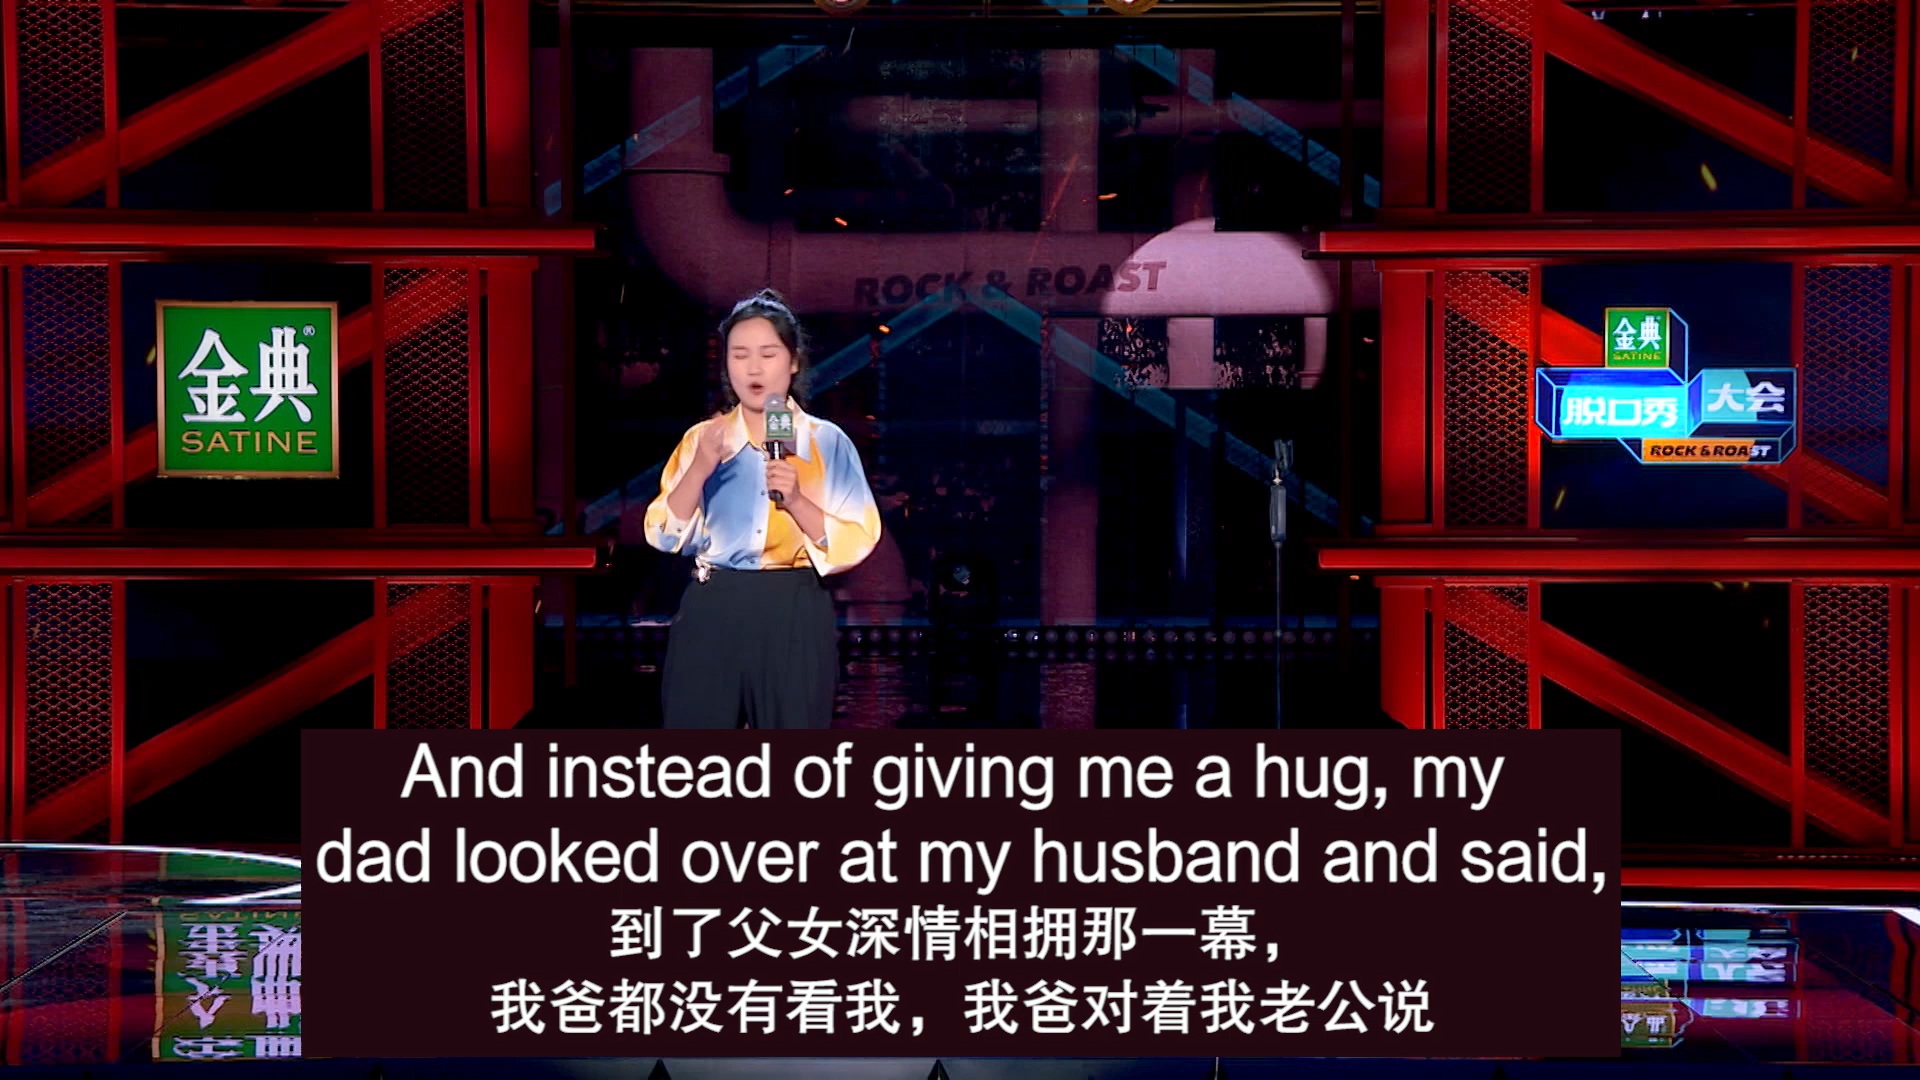 ROCK & ROAST
金典
SATINE
金典
SATINE
脱口秀
大会
ROCK & ROAST
金典
And instead of giving me a hug, my
dad looked over at my husband and said,
到了父女深情相拥那一幕，
我爸都没有看我，我爸对着我老公说